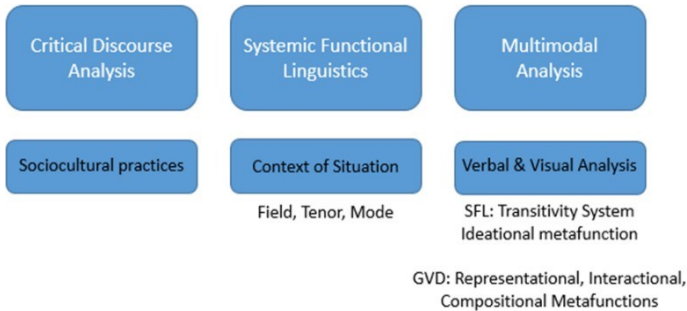 Critical Discourse
Analysis
Systemic Functional
Linguistics
Multimodal
Analysis
Sociocultural practices
Context of Situation
Verbal & Visual Analysis
Field, Tenor, Mode
SFL: Transitivity System
Ideational metafunction
GVD: Representational, Interactional,
Compositional Metafunctions